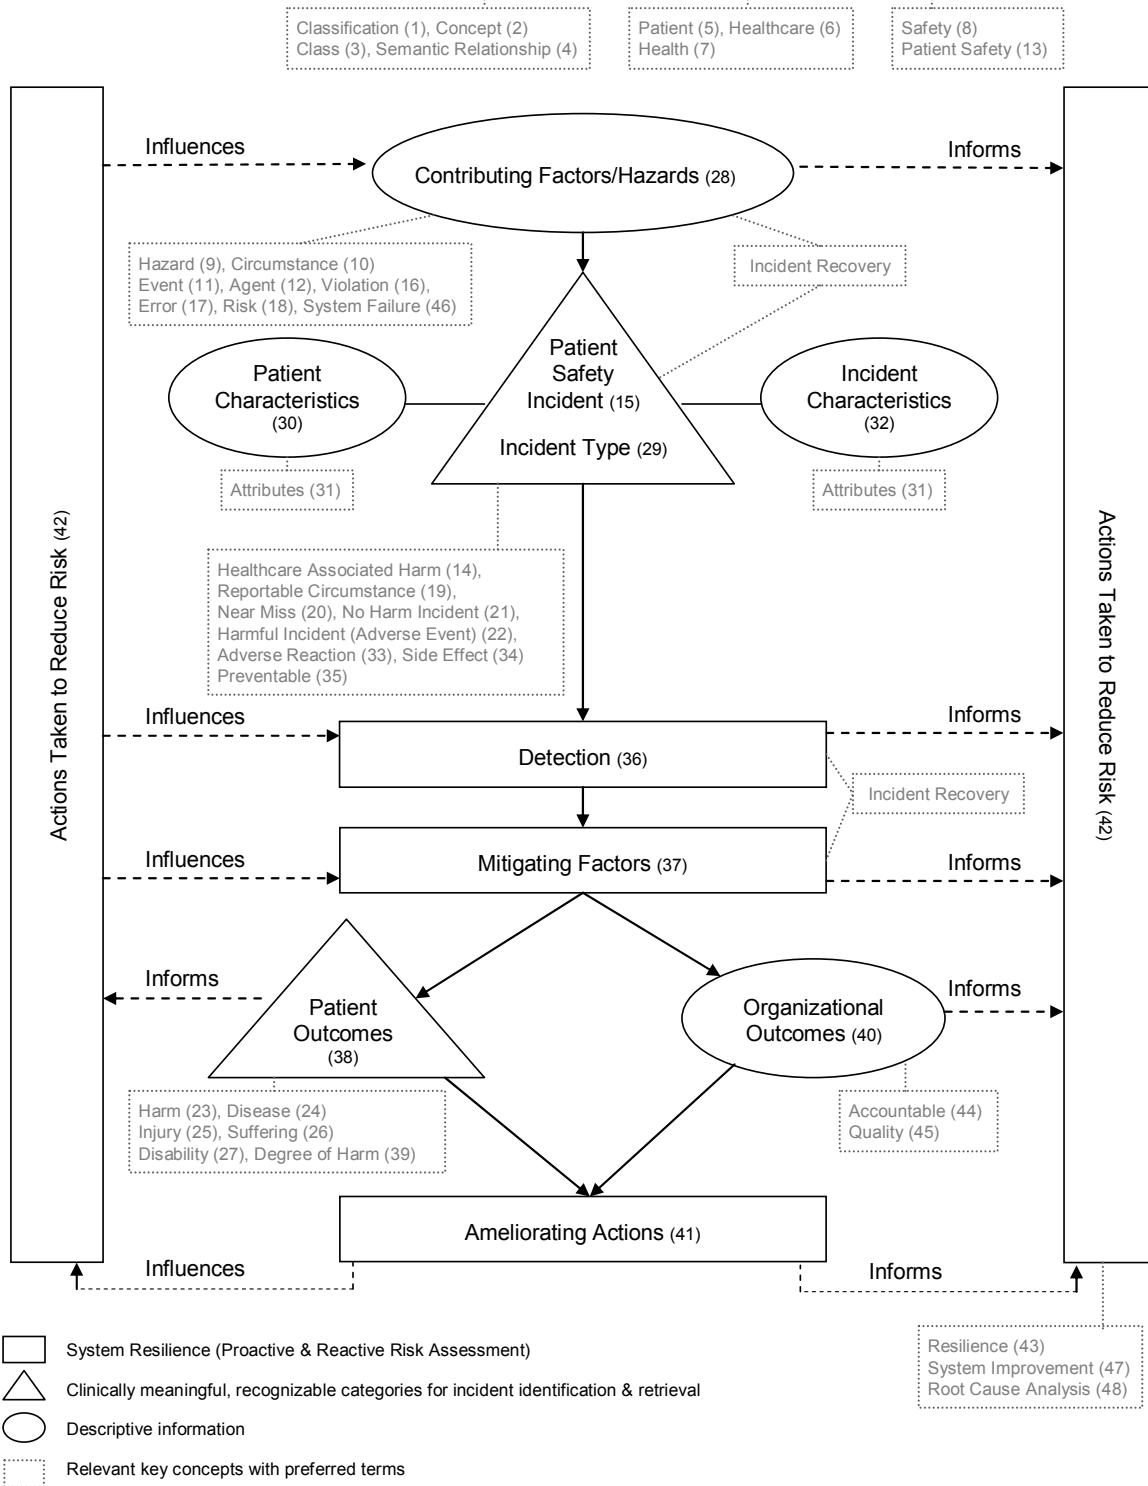 Classification (1), Concept (2)
Class (3), Semantic Relationship (4)
Patient (5), Healthcare (6)
Health (7)
Safety (8)
Patient Safety (13)
Influences
Contributing Factors/Hazards (28)
Informs
Hazard (9), Circumstance (10)
Event (11), Agent (12), Violation (16),
Error (17), Risk (18), System Failure (46)
Incident Recovery
Patient
Characteristics
(30)
Patient
Safety
Incident (15)
Incident Type (29)
Incident
Characteristics
(32)
Attributes (31)
Attributes (31)
Actions Taken to Reduce Risk (42)
Actions Taken to Reduce Risk (42)
Healthcare Associated Harm (14),
Reportable Circumstance (19),
Near Miss (20), No Harm Incident (21),
Harmful Incident (Adverse Event) (22),
Adverse Reaction (33), Side Effect (34)
Preventable (35)
Influences
Detection (36)
Informs
Incident Recovery
Influences
Mitigating Factors (37)
Informs
Informs
Patient
Outcomes
(38)
Organizational
Outcomes (40)
Informs
Harm (23), Disease (24)
Injury (25), Suffering (26)
Disability (27), Degree of Harm (39)
Accountable (44)
Quality (45)
Ameliorating Actions (41)
Influences
Informs
Resilience (43)
System Improvement (47)
Root Cause Analysis (48)
System Resilience (Proactive & Reactive Risk Assessment)
Clinically meaningful, recognizable categories for incident identification & retrieval
Descriptive information
Relevant key concepts with preferred terms